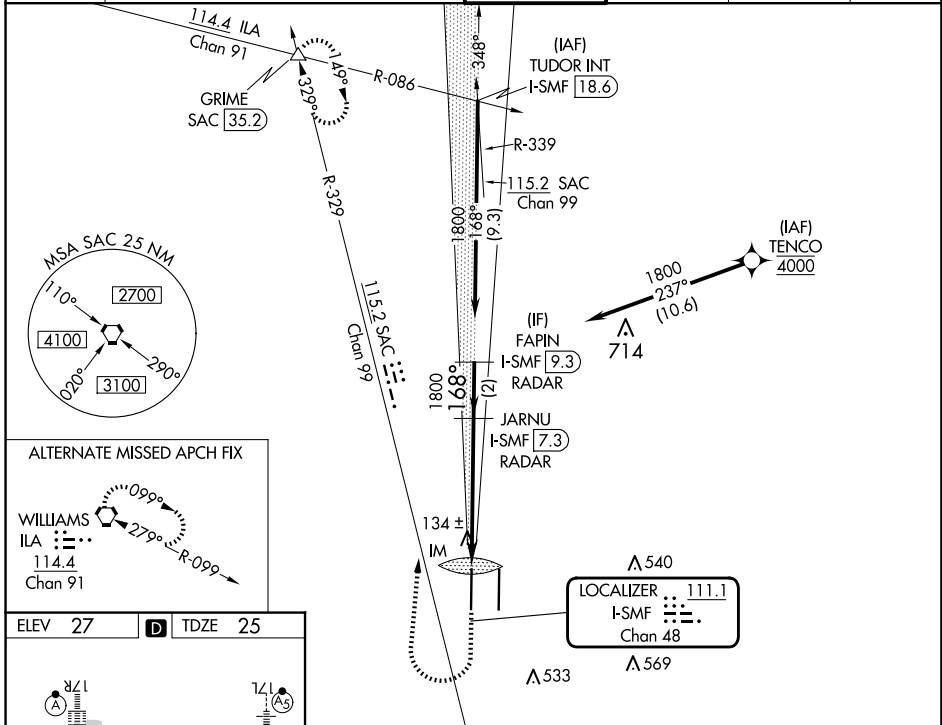 114.4 ILA
Chan 91
348°
(IAF)
TUDOR INT
I-SMF 18.6
149°
R-086
329°
GRIME
SAC 35.2
R-339
115.2 SAC
Chan 99
R-329
1800
168°
(9.3)
(IAF)
TENCO
4000
1800
237°
(10.6)
714
MSA SAC 25 NM
110°
2700
4100
290°
020°
3100
115.2 SAC
Chan 99
(IF)
FAPIN
I-SMF 9.3
RADAR
1800
168°
(2)
JARNU
I-SMF 7.3
RADAR
ALTERNATE MISSED APCH FIX
099°
WILLIAMS
ILA
279°
R-099
114.4
Chan 91
134 ±
IM
540
LOCALIZER 111.1
I-SMF
Chan 48
533
569
ELEV 27 D TDZE 25
17R
17L
A
A5